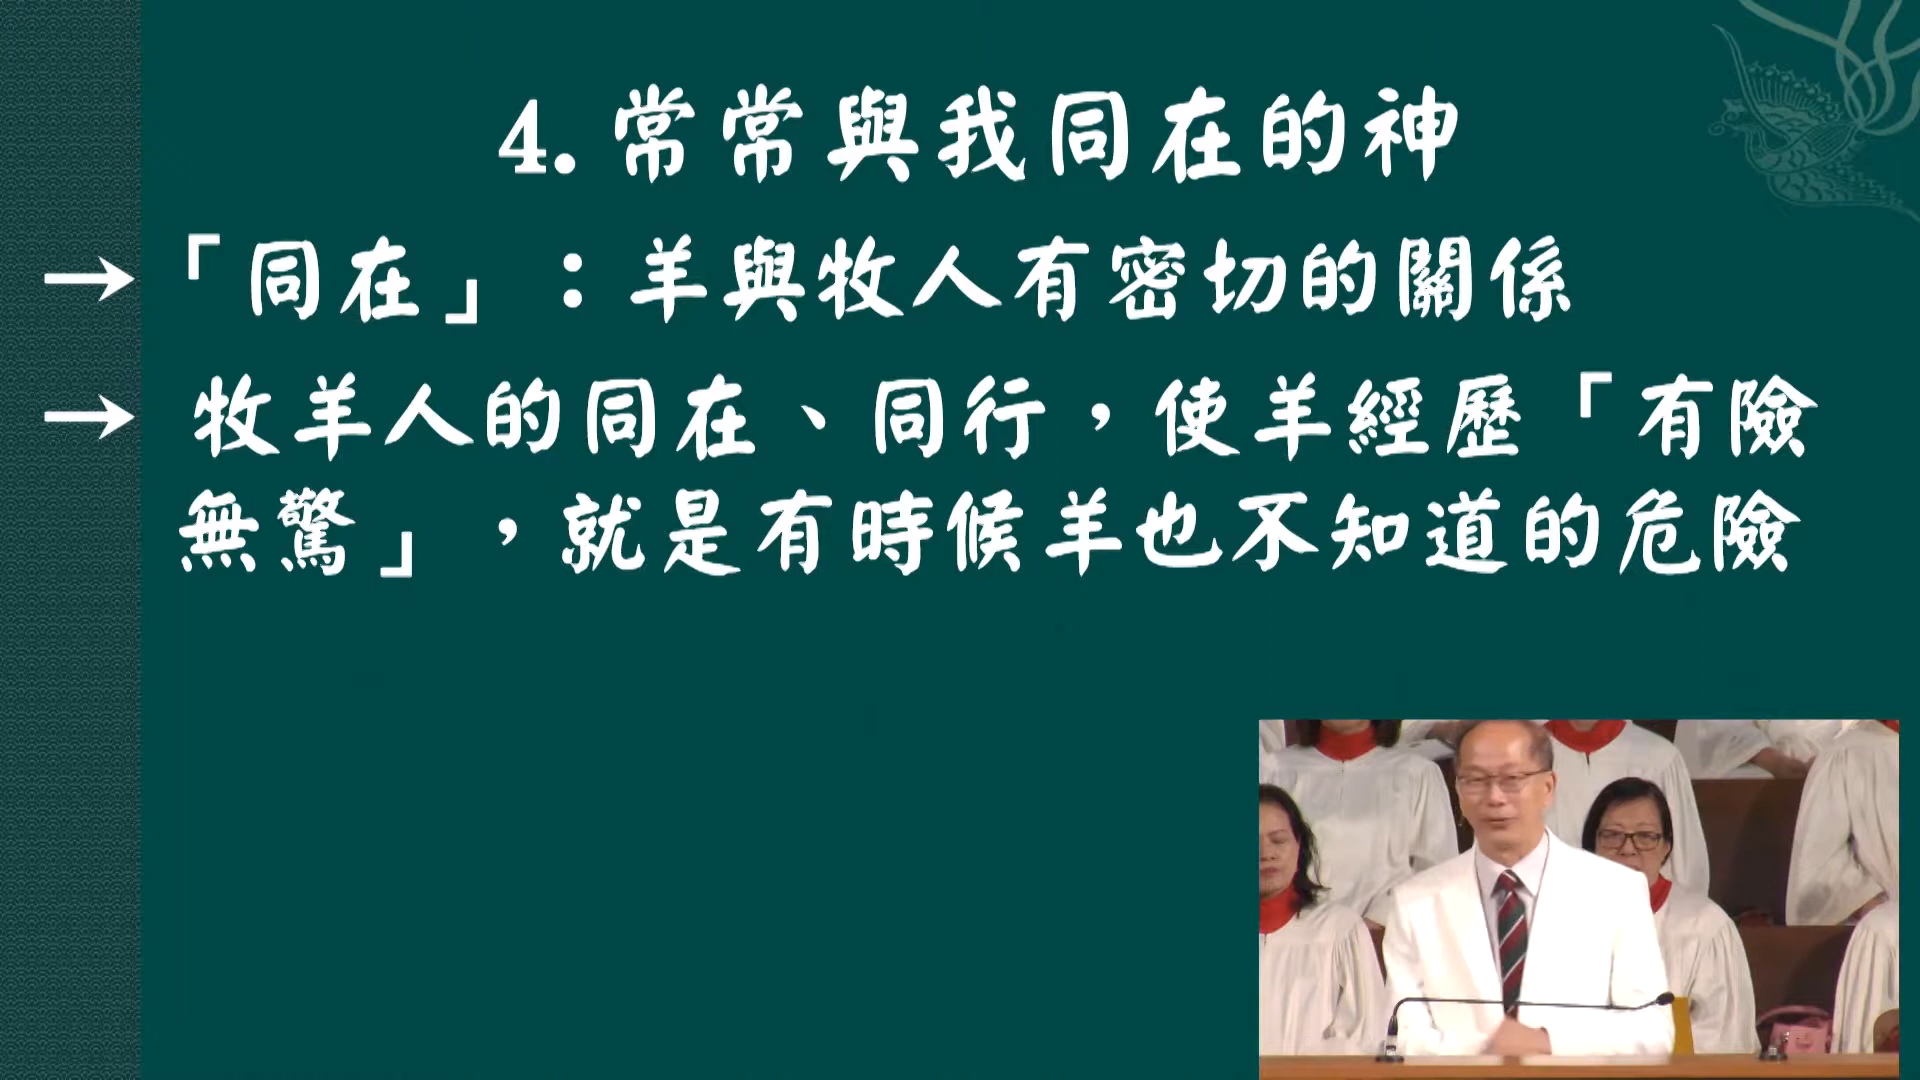 4.常常與我同在的神
→「同在」：羊與牧人有密切的關係
→ 牧羊人的同在、同行，使羊經歷「有險
無驚」，就是有時候羊也不知道的危險